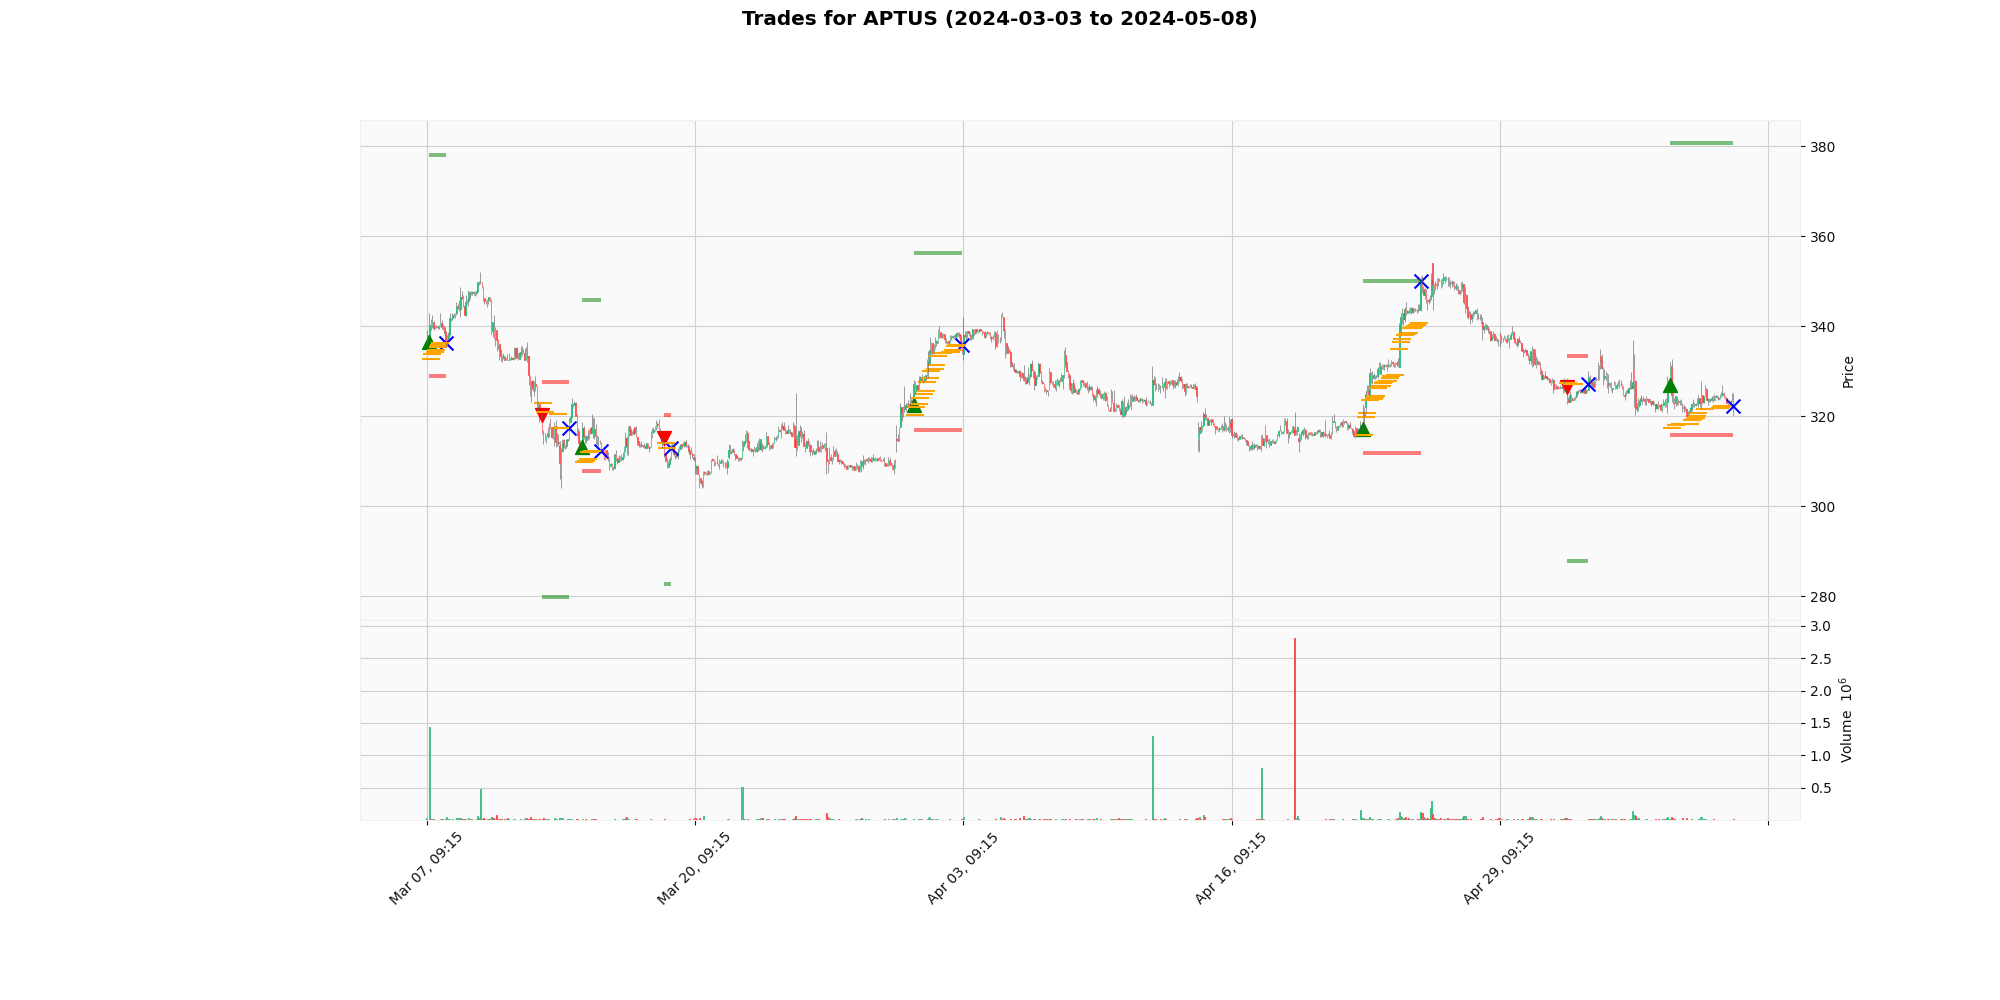 Trades for APTUS (2024-03-03 to 2024-05-08)
380
360
340
320
300
280
Price
3.0
2.5
2.0
1.5
1.0
0.5
Volume 10⁶
Mar 07, 09:15
Mar 20, 09:15
Apr 03, 09:15
Apr 16, 09:15
Apr 29, 09:15